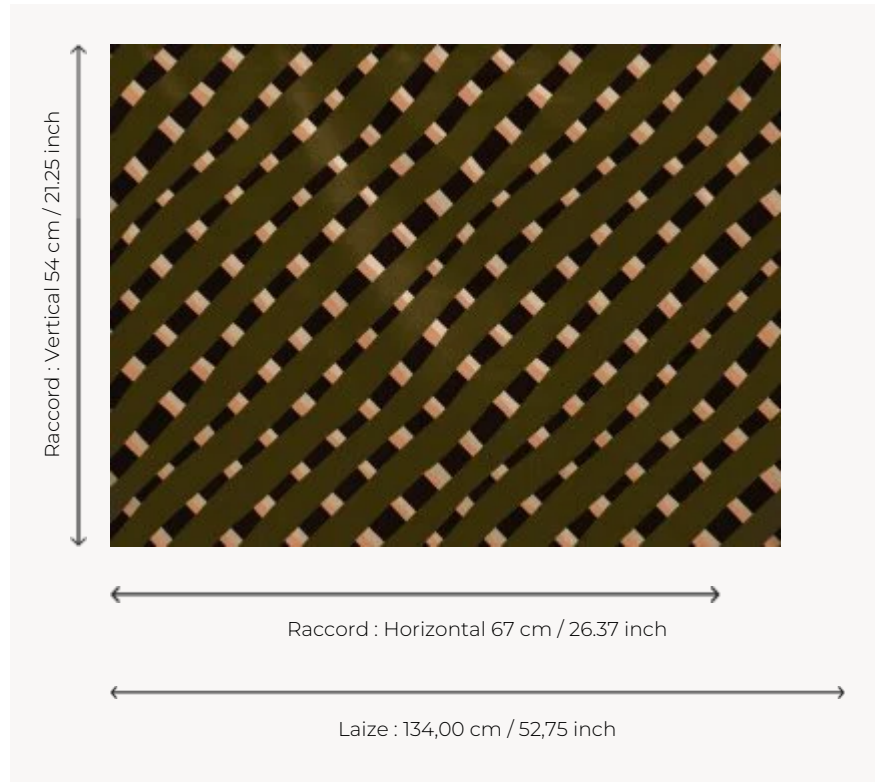 Raccord : Vertical 54 cm / 21.25 inch
Raccord : Horizontal 67 cm / 26.37 inch
Laize : 134,00 cm / 52,75 inch